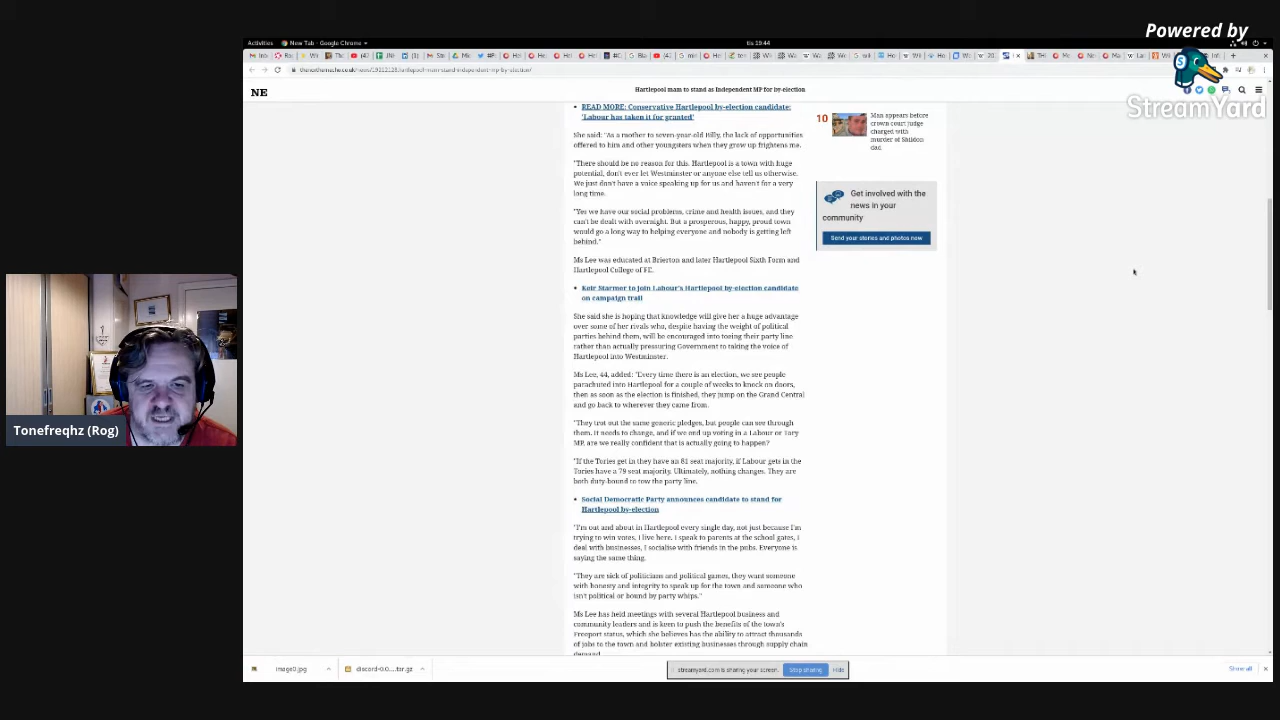 Powered by
StreamYard
Activities
New Tab - Google Chrome
tis 19:44
NE
Hartlepool mam to stand as Independent MP for by-election
READ MORE: Conservative Hartlepool by-election candidate:
'Labour has taken it for granted'
She said: "As a mother to seven-year-old Billy, the lack of opportunities
offered to him and other youngsters when they grow up frightens me.
"There should be no reason for this. Hartlepool is a town with huge
potential, don't ever let Westminster or anyone else tell us otherwise.
We just don't have a voice speaking up for us and haven't for a very
long time.
"Yes we have our social problems, crime and health issues, and they
can't be dealt with overnight. But a prosperous, happy, proud town
would go a long way to helping everyone and nobody is getting left
behind."
Ms Lee was educated at Brierton and later Hartlepool Sixth Form and
Hartlepool College of FE.
Keir Starmer to join Labour's Hartlepool by-election candidate
on campaign trail
She said she is hoping that knowledge will give her a huge advantage
over some of her rivals who, despite having the weight of political
parties behind them, will be encouraged into toeing their party line
rather than actually pressuring Government to taking the voice of
Hartlepool into Westminster.
Ms Lee, 44, added: "Every time there is an election, we see people
parachuted into Hartlepool for a couple of weeks to knock on doors,
then as soon as the election is finished, they jump on the Grand Central
and go back to wherever they came from.
"They trot out the same generic pledges, but people can see through
them. It needs to change, and if we end up voting in a Labour or Tory
MP, are we really confident that is actually going to happen?
"If the Tories get in they have an 81 seat majority, if Labour gets in the
Tories have a 79 seat majority. Ultimately, nothing changes. They are
both duty-bound to tow the party line.
Social Democratic Party announces candidate to stand for
Hartlepool by-election
"I'm out and about in Hartlepool every single day, not just because I'm
trying to win votes, I live here. I speak to parents at the school gates, I
deal with businesses, I socialise with friends in the pubs. Everyone is
saying the same thing.
"They are sick of politicians and political games, they want someone
with honesty and integrity to speak up for the town and someone who
isn't political or bound by party whips."
Ms Lee has held meetings with several Hartlepool business and
community leaders and is keen to push the benefits of the town's
Freeport status, which she believes has the ability to attract thousands
of jobs to the town and bolster existing businesses through supply chain
demand.
10
Man appears before
crown court judge
charged with
murder of Shildon
dad
Get involved with the
news in your
community
Send your stories and photos now
Tonefreqhz (Rog)
image0.jpg
discord-0.0....tar.gz
streamyard.com is sharing your screen.
Stop sharing
Hide
Show all